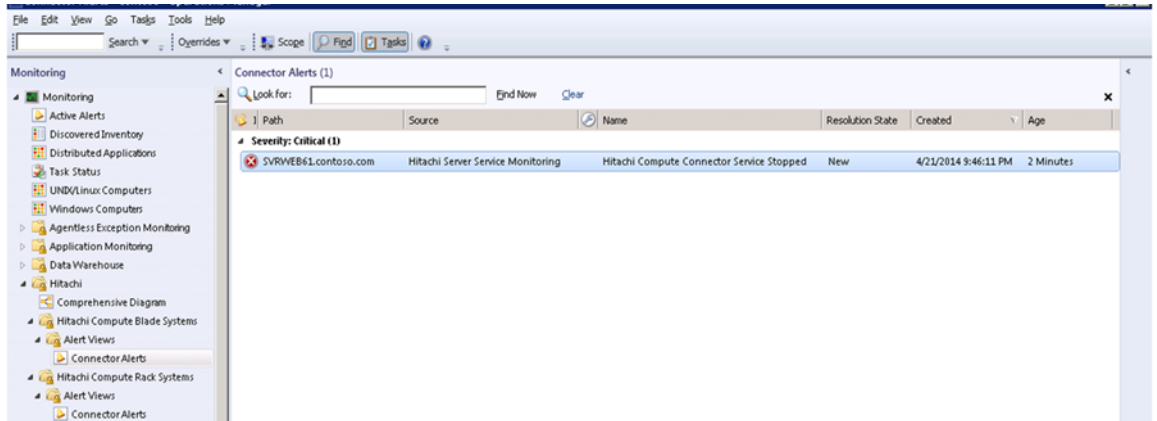 File Edit View Go Tasks Tools Help
Search Overrides Scope Find Tasks
Monitoring
Monitoring
Active Alerts
Discovered Inventory
Distributed Applications
Task Status
UNIX/Linux Computers
Windows Computers
Agentless Exception Monitoring
Application Monitoring
Data Warehouse
Hitachi
Comprehensive Diagram
Hitachi Compute Blade Systems
Alert Views
Connector Alerts
Hitachi Compute Rack Systems
Alert Views
Connector Alerts
Connector Alerts (1)
Look for: Find Now Clear
Path Source Name Resolution State Created Age
Severity: Critical (1)
SVRWEB61.contoso.com Hitachi Server Service Monitoring Hitachi Compute Connector Service Stopped New 4/21/2014 9:46:11 PM 2 Minutes